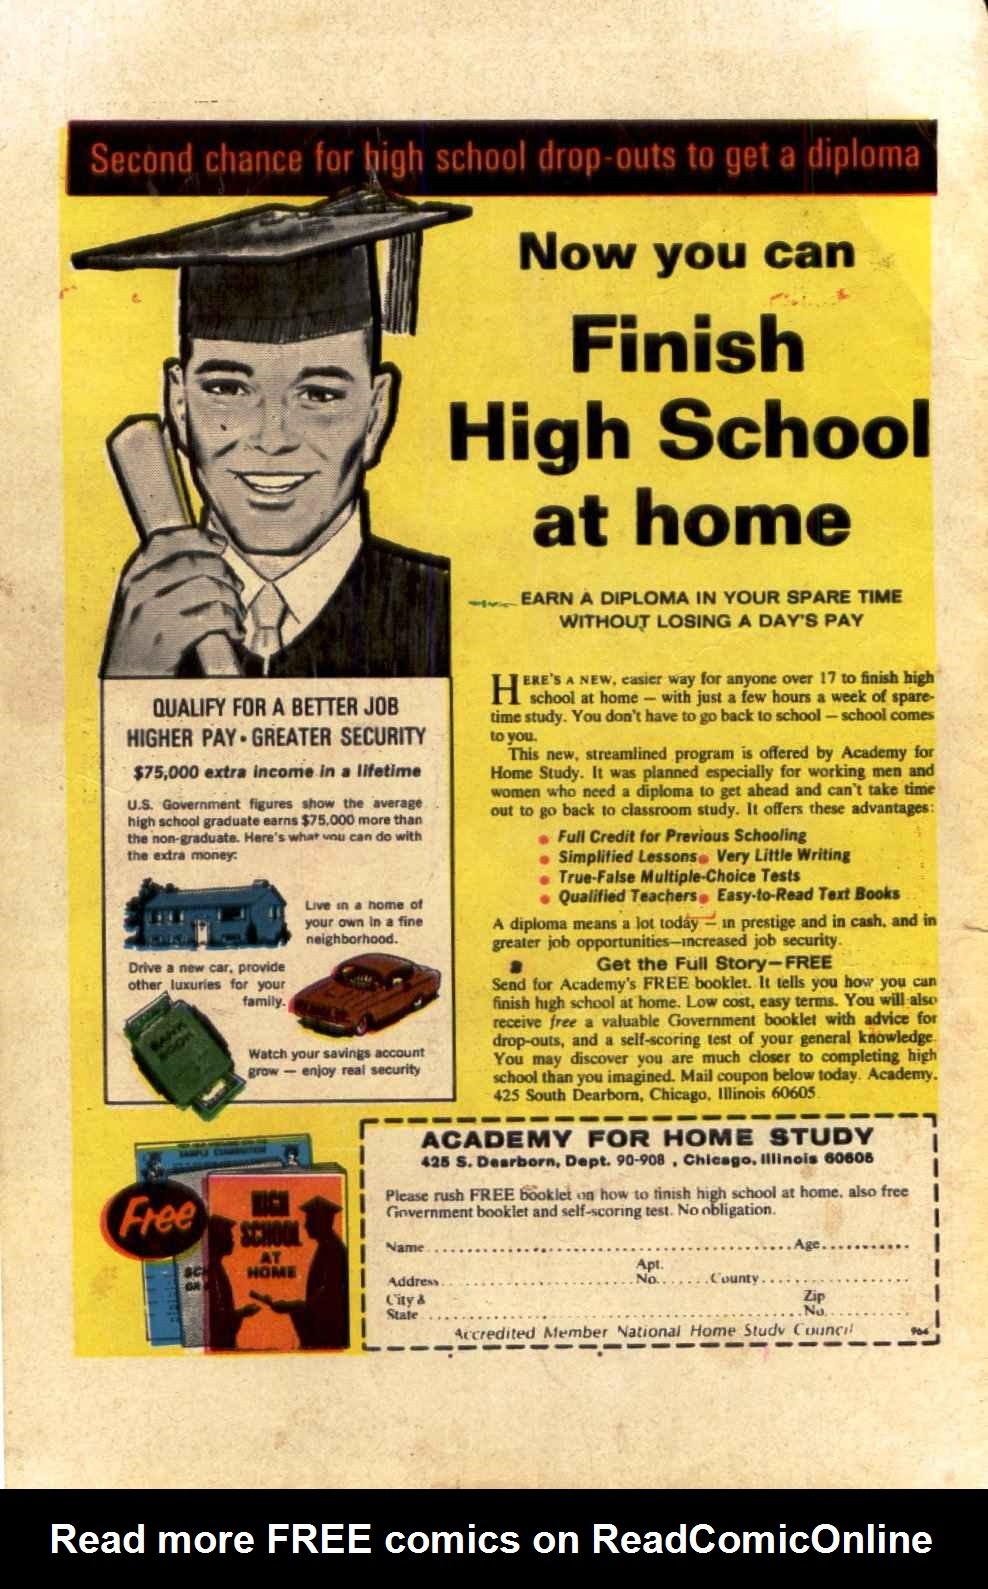 Second chance for high school drop-outs to get a diploma
Now you can
Finish
High School
at home
EARN A DIPLOMA IN YOUR SPARE TIME
WITHOUT LOSING A DAY'S PAY
HERE'S A NEW, easier way for anyone over 17 to finish high
school at home — with just a few hours a week of spare-
time study. You don't have to go back to school — school comes
to you.
This new, streamlined program is offered by Academy for
Home Study. It was planned especially for working men and
women who need a diploma to get ahead and can't take time
out to go back to classroom study. It offers these advantages:
● Full Credit for Previous Schooling
● Simplified Lessons ● Very Little Writing
● True-False Multiple-Choice Tests
● Qualified Teachers ● Easy-to-Read Text Books
A diploma means a lot today — in prestige and in cash, and in
greater job opportunities—increased job security.
Get the Full Story—FREE
Send for Academy's FREE booklet. It tells you how you can
finish high school at home. Low cost, easy terms. You will also
receive free a valuable Government booklet with advice for
drop-outs, and a self-scoring test of your general knowledge.
You may discover you are much closer to completing high
school than you imagined. Mail coupon below today. Academy,
425 South Dearborn, Chicago, Illinois 60605.
QUALIFY FOR A BETTER JOB
HIGHER PAY • GREATER SECURITY
$75,000 extra income in a lifetime
U.S. Government figures show the average
high school graduate earns $75,000 more than
the non-graduate. Here's what you can do with
the extra money:
Live in a home of
your own in a fine
neighborhood.
Drive a new car, provide
other luxuries for your
family.
BANK
BOOK
Watch your savings account
grow — enjoy real security
SAMPLE EXAMINATION
Free
HIGH
SCHOOL
AT
HOME
ACADEMY FOR HOME STUDY
425 S. Dearborn, Dept. 90-908 , Chicago, Illinois 60605
Please rush FREE booklet on how to finish high school at home, also free
Government booklet and self-scoring test. No obligation.
Name Age
Apt.
Address No. County
City & Zip
State No.
Accredited Member National Home Study Council 966
Read more FREE comics on ReadComicOnline